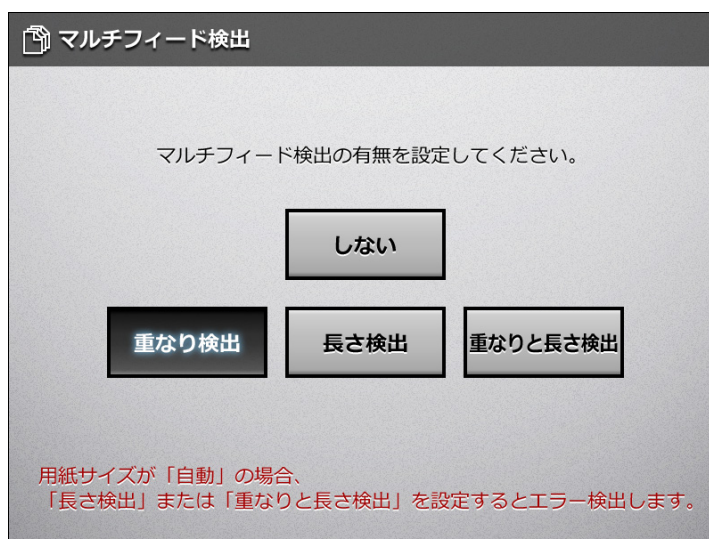 マルチフィード検出
マルチフィード検出の有無を設定してください。
しない
重なり検出
長さ検出
重なりと長さ検出
用紙サイズが「自動」の場合、
「長さ検出」または「重なりと長さ検出」を設定するとエラー検出します。